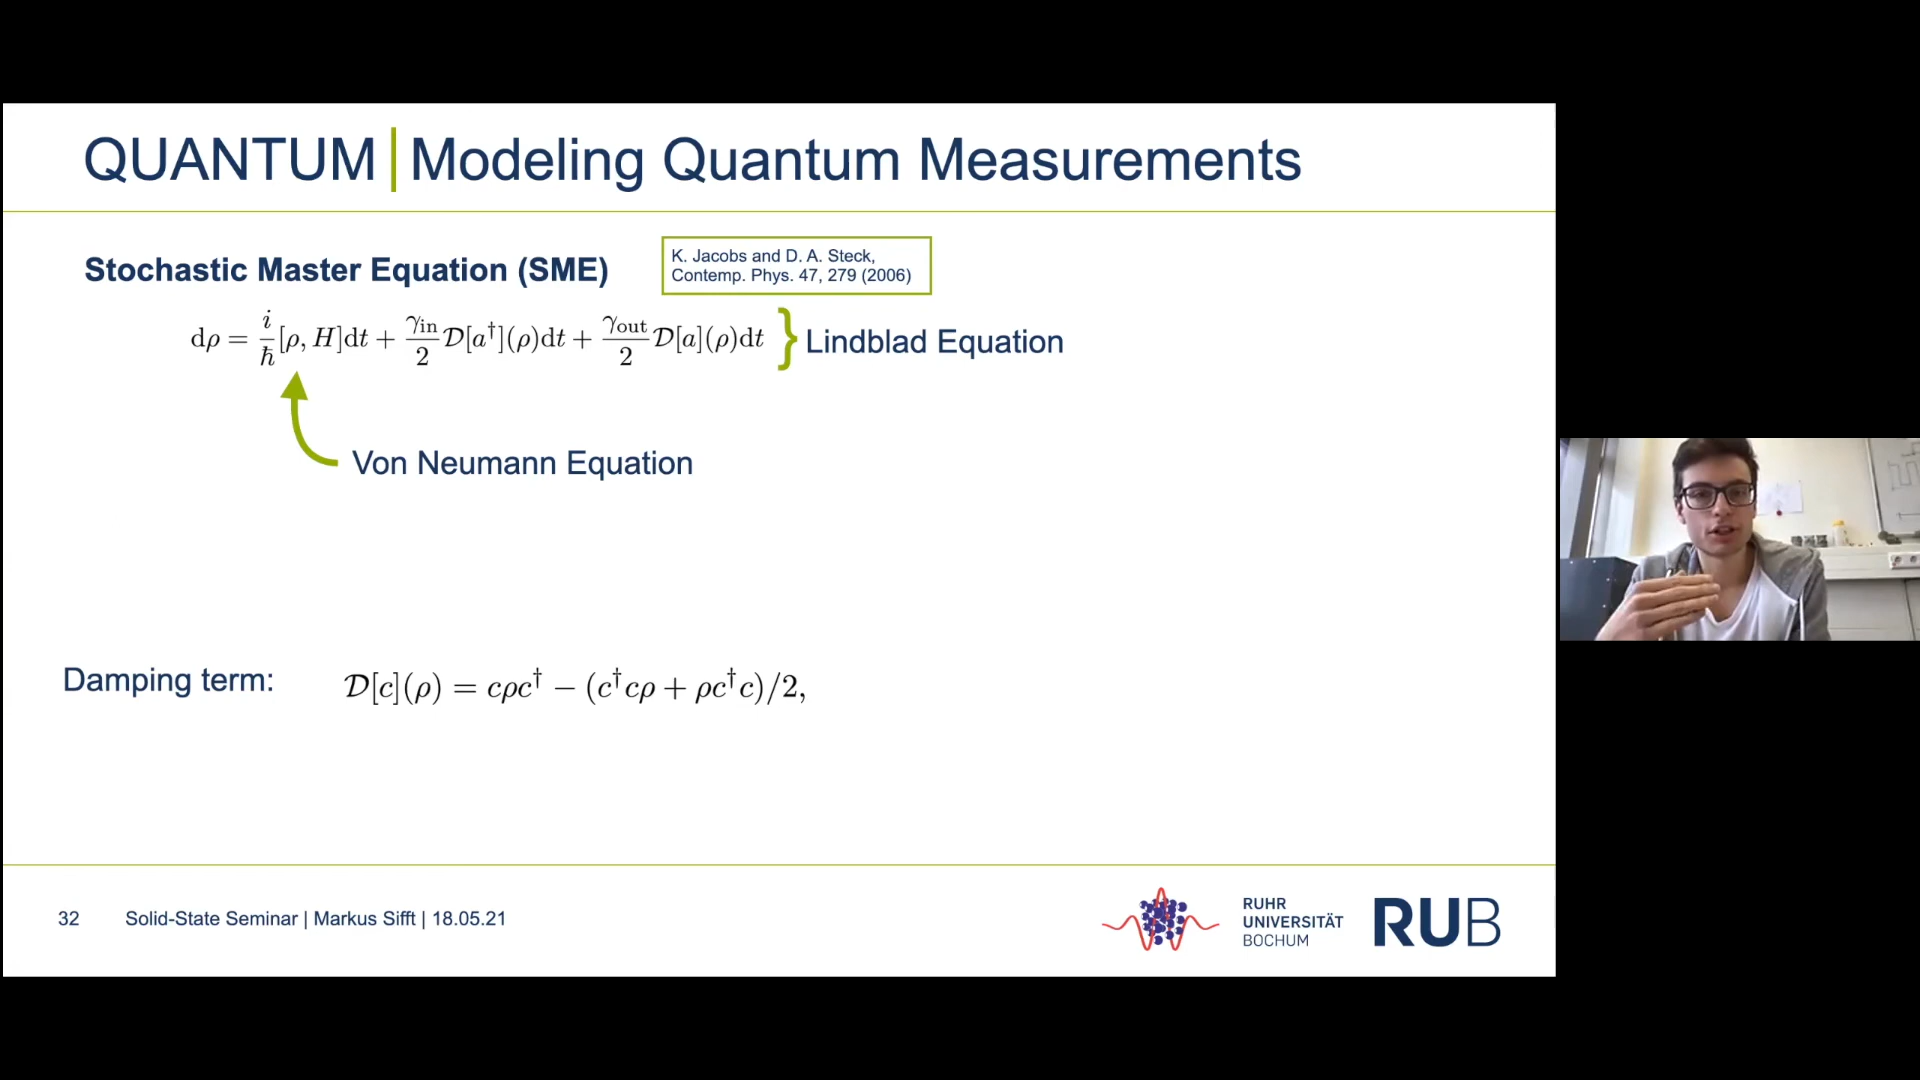 QUANTUM | Modeling Quantum Measurements
Stochastic Master Equation (SME)
K. Jacobs and D. A. Steck,
Contemp. Phys. 47, 279 (2006)
dρ = i/ħ [ρ, H]dt + γin/2 𝒟[a†](ρ)dt + γout/2 𝒟[a](ρ)dt } Lindblad Equation
Von Neumann Equation
Damping term: 𝒟[c](ρ) = cρc† − (c†cρ + ρc†c)/2,
32 Solid-State Seminar | Markus Sifft | 18.05.21
RUHR
UNIVERSITÄT
BOCHUM
RUB